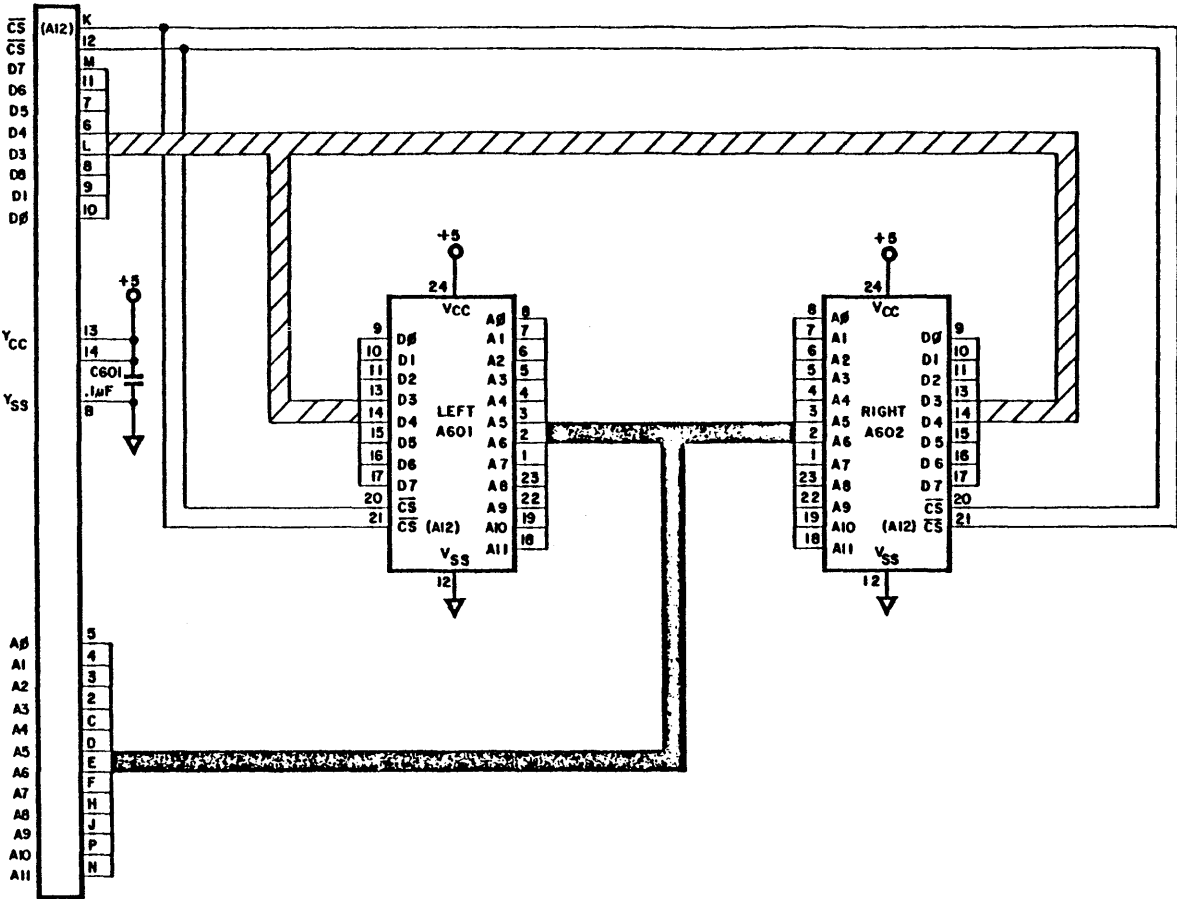 CS (A12) K
CS 12
D7 M
D6 11
D5 7
D4 6
D3 L
D8 8
D1 9
DØ 10
+5
YCC 13
14
C601
.1µF
YSS B
AØ 5
A1 4
A2 3
A3 2
A4 C
A5 D
A6 E
A7 F
A8 H
A9 J
A10 P
A11 N
+5
24
VCC
9 DØ AØ 8
10 D1 A1 7
11 D2 A2 6
13 D3 A3 5
14 D4 A4 4
15 D5 A5 3
16 D6 A6 2
17 D7 A7 1
A8 23
20 CS A9 22
21 CS (A12) A10 19
A11 18
LEFT
A601
VSS
12
+5
24
VCC
8 AØ DØ 9
7 A1 D1 10
6 A2 D2 11
5 A3 D3 13
4 A4 D4 14
3 A5 D5 15
2 A6 D6 16
1 A7 D7 17
23 A8
22 A9 CS 20
19 A10 (A12) CS 21
18 A11
RIGHT
A602
VSS
12